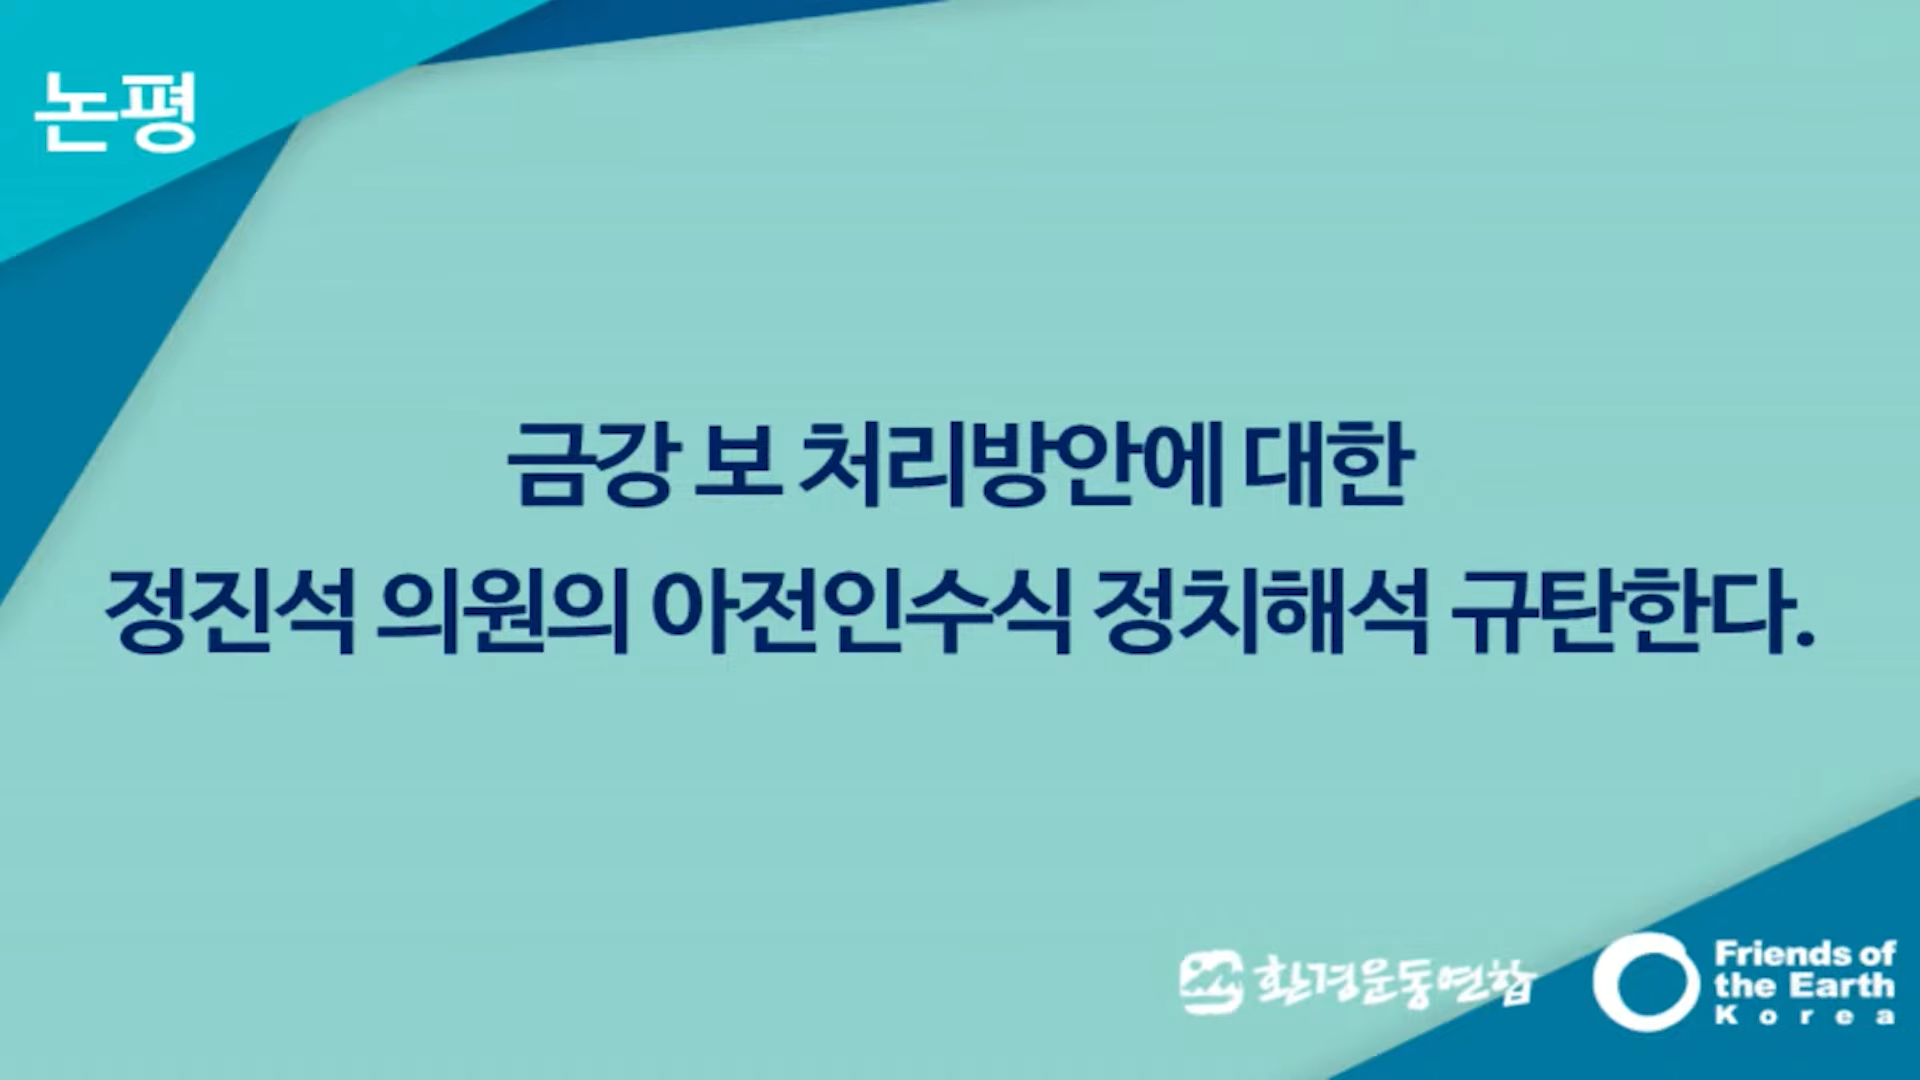 논평
금강 보 처리방안에 대한
정진석 의원의 아전인수식 정치해석 규탄한다.
환경운동연합
Friends of
the Earth
Korea